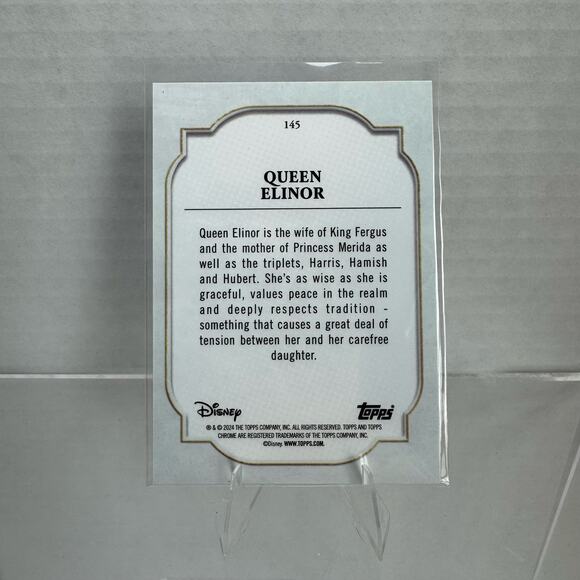 145
QUEEN
ELINOR
Queen Elinor is the wife of King Fergus
and the mother of Princess Merida as
well as the triplets, Harris, Hamish
and Hubert. She's as wise as she is
graceful, values peace in the realm
and deeply respects tradition -
something that causes a great deal of
tension between her and her carefree
daughter.
Disney
Topps
® & © 2024 THE TOPPS COMPANY, INC. ALL RIGHTS RESERVED. TOPPS AND TOPPS
CHROME ARE REGISTERED TRADEMARKS OF THE TOPPS COMPANY, INC.
©Disney. WWW.TOPPS.COM.